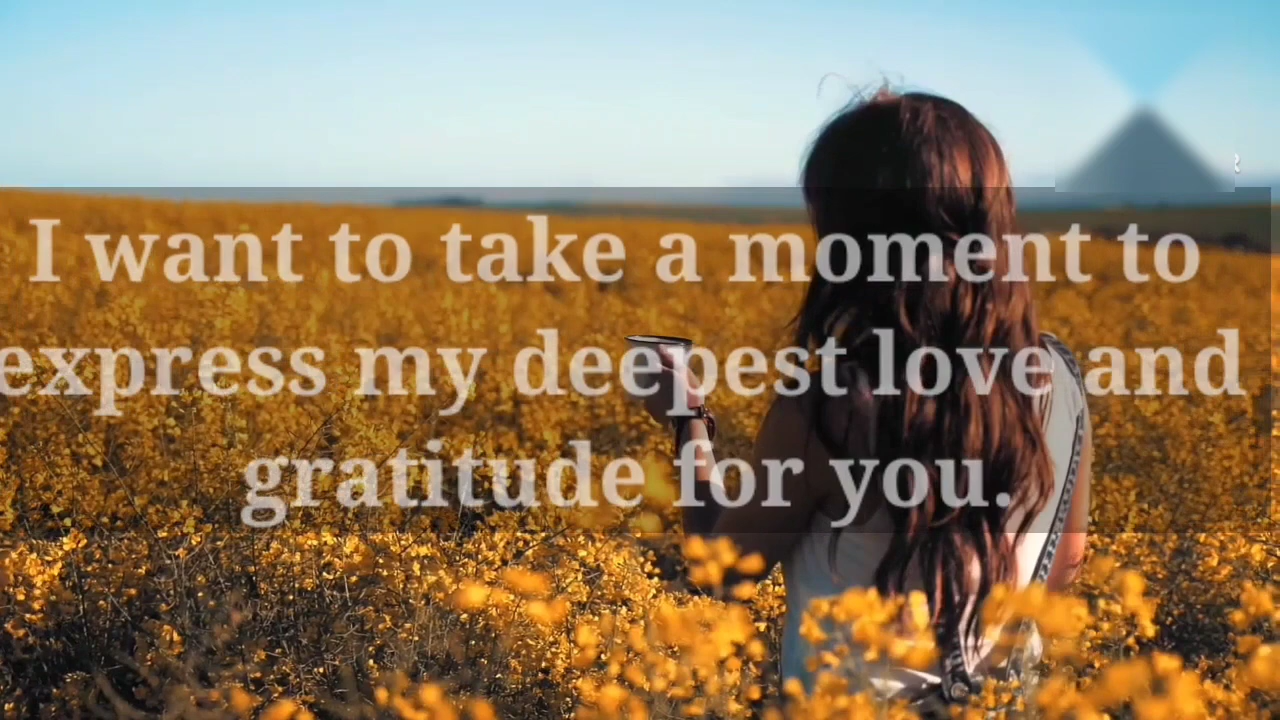 I want to take a moment to
express my deepest love and
gratitude for you.